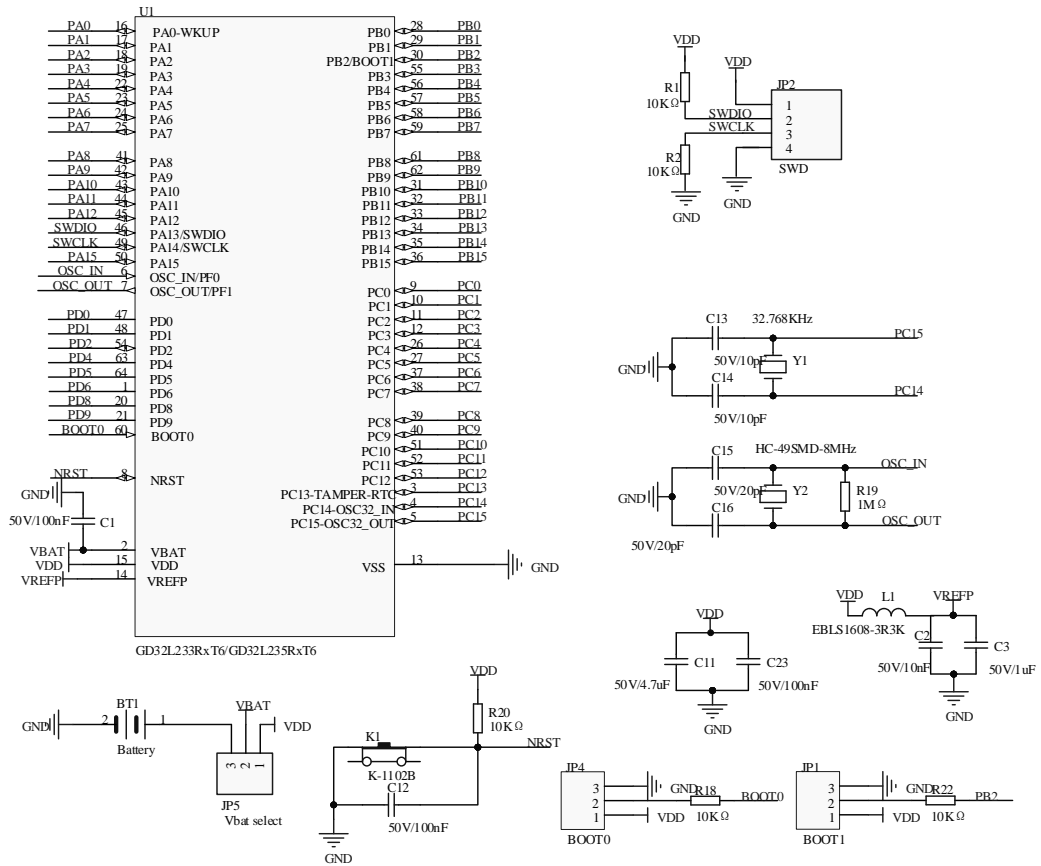 U1
PA0 16 PA0-WKUP PB0 28 PB0
PA1 17 PA1 PB1 29 PB1
PA2 18 PA2 PB2/BOOT1 30 PB2
PA3 19 PA3 PB3 55 PB3
PA4 22 PA4 PB4 56 PB4
PA5 23 PA5 PB5 57 PB5
PA6 24 PA6 PB6 58 PB6
PA7 25 PA7 PB7 59 PB7
PA8 41 PA8 PB8 61 PB8
PA9 42 PA9 PB9 62 PB9
PA10 43 PA10 PB10 31 PB10
PA11 44 PA11 PB11 32 PB11
PA12 45 PA12 PB12 33 PB12
SWDIO 46 PA13/SWDIO PB13 34 PB13
SWCLK 49 PA14/SWCLK PB14 35 PB14
PA15 50 PA15 PB15 36 PB15
OSC_IN 6 OSC_IN/PF0
OSC_OUT 7 OSC_OUT/PF1 PC0 9 PC0
PC1 10 PC1
PD0 47 PD0 PC2 11 PC2
PD1 48 PD1 PC3 12 PC3
PD2 54 PD2 PC4 26 PC4
PD4 63 PD4 PC5 27 PC5
PD5 64 PD5 PC6 37 PC6
PD6 1 PD6 PC7 38 PC7
PD8 20 PD8
PD9 21 PD9 PC8 39 PC8
BOOT0 60 BOOT0 PC9 40 PC9
PC10 51 PC10
PC11 52 PC11
NRST 8 NRST PC12 53 PC12
PC13-TAMPER-RTC 3 PC13
PC14-OSC32_IN 4 PC14
PC15-OSC32_OUT 5 PC15
GND
50V/100nF C1
VBAT 2 VBAT
VDD 15 VDD VSS 13 GND
VREFP 14 VREFP
GD32L233RxT6/GD32L235RxT6
VDD
VDD
R1
10KΩ
JP2
SWDIO
SWCLK
1
2
3
4
R2
10KΩ
SWD
GND
GND
C13 32.768KHz
PC15
50V/10pF
GND Y1
C14
PC14
50V/10pF
C15 HC-49SMD-8MHz
OSC_IN
50V/20pF
GND Y2 R19
1MΩ
C16
OSC_OUT
50V/20pF
VDD
C11 C23
50V/4.7uF 50V/100nF
GND
VDD L1 VREFP
EBLS1608-3R3K
C2 C3
50V/10nF 50V/1uF
GND
BT1
GND 2 1
Battery
VBAT
VDD
3 2 1
JP5
Vbat select
VDD
R20
10KΩ
K1
NRST
K-1102B
C12
50V/100nF
GND
JP4
3 GND R18
2 BOOT0
1 VDD 10KΩ
BOOT0
JP1
3 GND R22
2 PB2
1 VDD 10KΩ
BOOT1